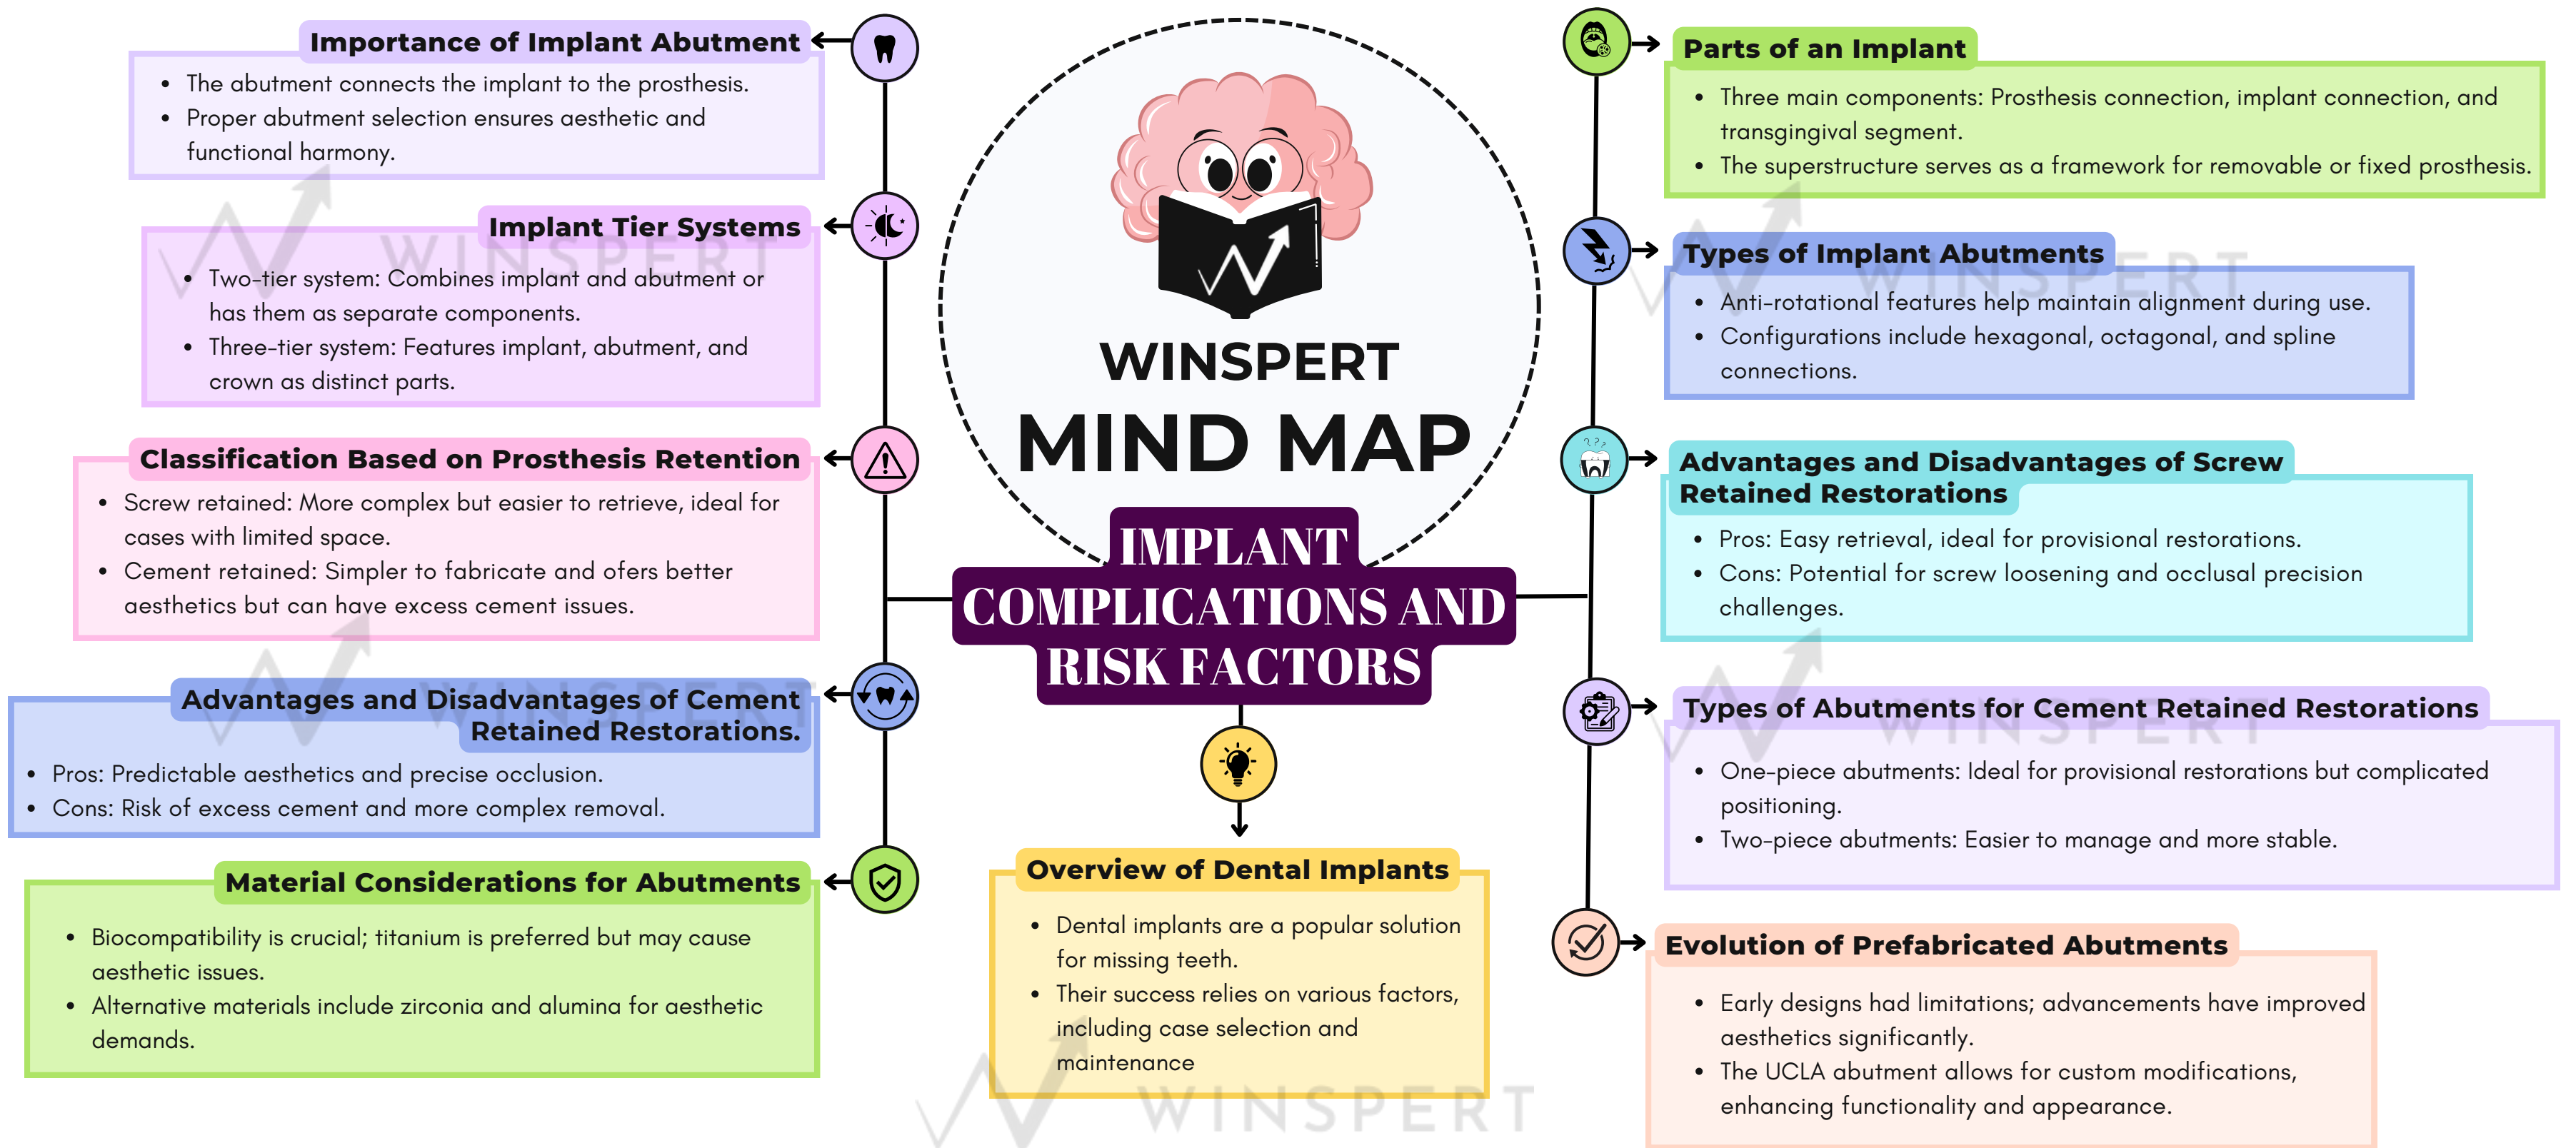 Importance of Implant Abutment
• The abutment connects the implant to the prosthesis.
• Proper abutment selection ensures aesthetic and
functional harmony.
Implant Tier Systems
• Two-tier system: Combines implant and abutment or
has them as separate components.
• Three-tier system: Features implant, abutment, and
crown as distinct parts.
Classification Based on Prosthesis Retention
• Screw retained: More complex but easier to retrieve, ideal for
cases with limited space.
• Cement retained: Simpler to fabricate and ofers better
aesthetics but can have excess cement issues.
Advantages and Disadvantages of Cement
Retained Restorations.
• Pros: Predictable aesthetics and precise occlusion.
• Cons: Risk of excess cement and more complex removal.
Material Considerations for Abutments
• Biocompatibility is crucial; titanium is preferred but may cause
aesthetic issues.
• Alternative materials include zirconia and alumina for aesthetic
demands.
WINSPERT
MIND MAP
IMPLANT
COMPLICATIONS AND
RISK FACTORS
Overview of Dental Implants
• Dental implants are a popular solution
for missing teeth.
• Their success relies on various factors,
including case selection and
maintenance
Parts of an Implant
• Three main components: Prosthesis connection, implant connection, and
transgingival segment.
• The superstructure serves as a framework for removable or fixed prosthesis.
Types of Implant Abutments
• Anti-rotational features help maintain alignment during use.
• Configurations include hexagonal, octagonal, and spline
connections.
? ? ?
Advantages and Disadvantages of Screw
Retained Restorations
• Pros: Easy retrieval, ideal for provisional restorations.
• Cons: Potential for screw loosening and occlusal precision
challenges.
Types of Abutments for Cement Retained Restorations
• One-piece abutments: Ideal for provisional restorations but complicated
positioning.
• Two-piece abutments: Easier to manage and more stable.
Evolution of Prefabricated Abutments
• Early designs had limitations; advancements have improved
aesthetics significantly.
• The UCLA abutment allows for custom modifications,
enhancing functionality and appearance.
WINSPERT
WINSPERT
WINSPERT
WINSPERT
WINSPERT